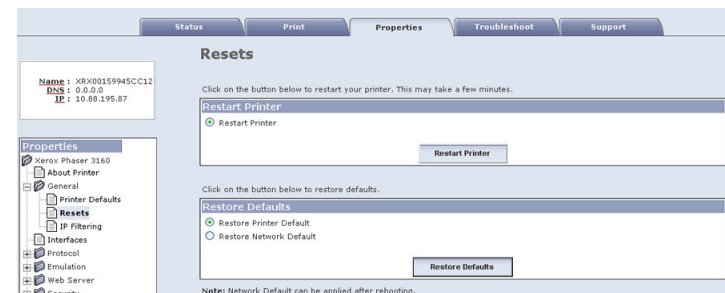 Status Print Properties Troubleshoot Support
Resets
Name : XRX00159945CC12
DNS : 0.0.0.0
IP : 10.88.195.87
Click on the button below to restart your printer. This may take a few minutes.
Restart Printer
Restart Printer
Restart Printer
Properties
Xerox Phaser 3160
About Printer
General
Printer Defaults
Resets
IP Filtering
Interfaces
Protocol
Emulation
Web Server
Security
Click on the button below to restore defaults.
Restore Defaults
Restore Printer Default
Restore Network Default
Restore Defaults
Note: Network Default can be applied after rebooting.